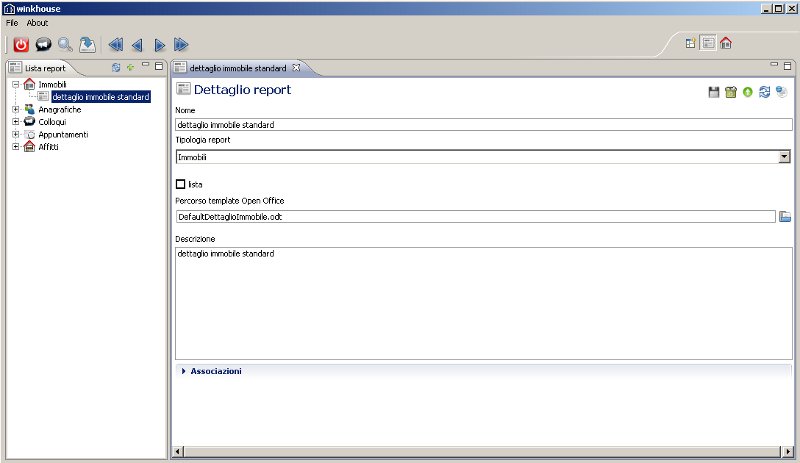 winkhouse
File About
Lista report
Immobili
dettaglio immobile standard
Anagrafiche
Colloqui
Appuntamenti
Affitti
dettaglio immobile standard
Dettaglio report
Nome
dettaglio immobile standard
Tipologia report
Immobili
lista
Percorso template Open Office
DefaultDettaglioImmobile.odt
Descrizione
dettaglio immobile standard
Associazioni